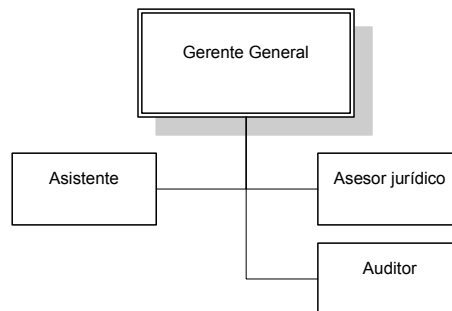 Gerente General
Asistente
Asesor jurídico
Auditor